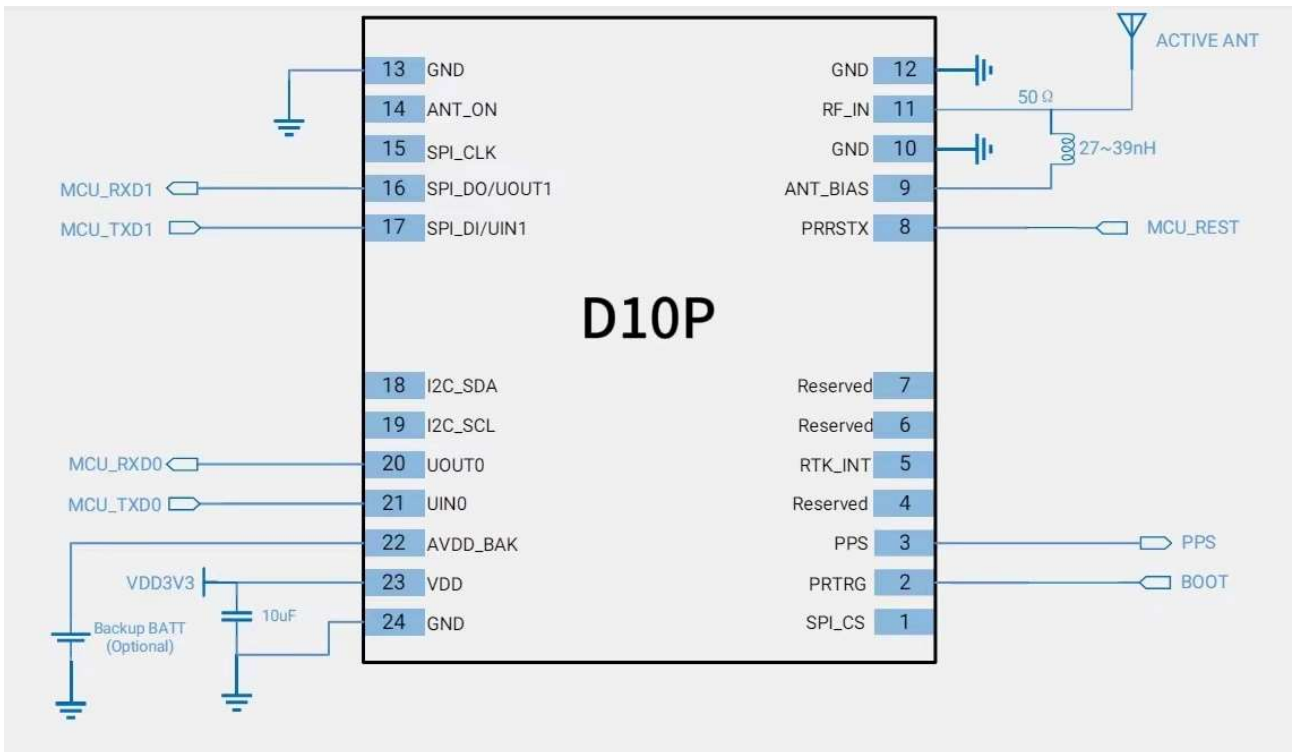 ACTIVE ANT
13 GND
GND 12
50 Ω
14 ANT_ON
RF_IN 11
15 SPI_CLK
GND 10
27~39nH
MCU_RXD1
16 SPI_DO/UOUT1
ANT_BIAS 9
MCU_TXD1
17 SPI_DI/UIN1
PRRSTX 8
MCU_REST
D10P
18 I2C_SDA
Reserved 7
19 I2C_SCL
Reserved 6
MCU_RXD0
20 UOUT0
RTK_INT 5
MCU_TXD0
21 UIN0
Reserved 4
22 AVDD_BAK
PPS 3
PPS
VDD3V3
23 VDD
PRTRG 2
BOOT
10uF
24 GND
SPI_CS 1
Backup BATT
(Optional)